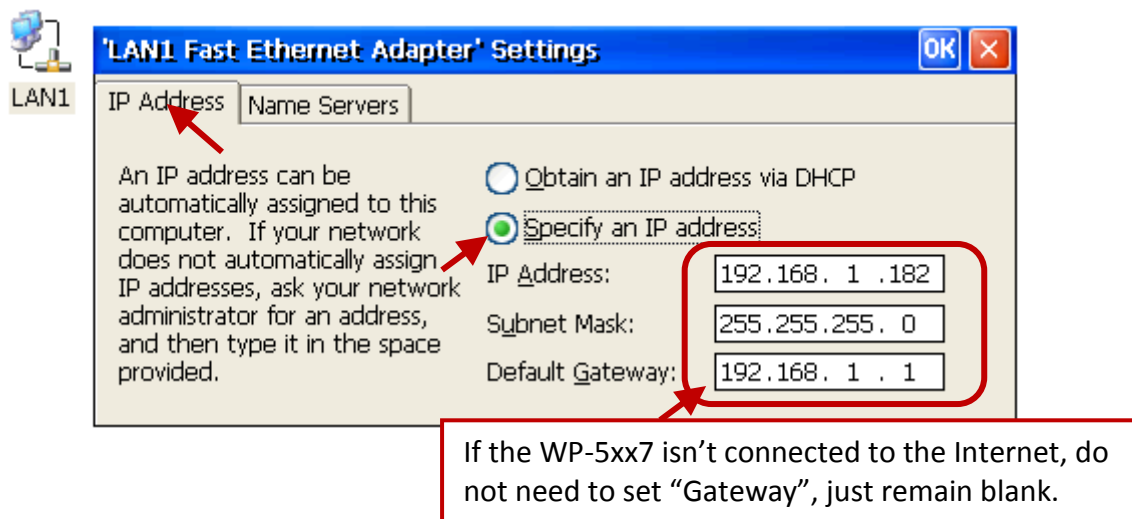 'LAN1 Fast Ethernet Adapter' Settings
OK
LAN1
IP Address
Name Servers
An IP address can be
automatically assigned to this
computer. If your network
does not automatically assign
IP addresses, ask your network
administrator for an address,
and then type it in the space
provided.
Obtain an IP address via DHCP
Specify an IP address
IP Address: 192.168. 1 .182
Subnet Mask: 255.255.255. 0
Default Gateway: 192.168. 1 . 1
If the WP-5xx7 isn’t connected to the Internet, do
not need to set “Gateway”, just remain blank.